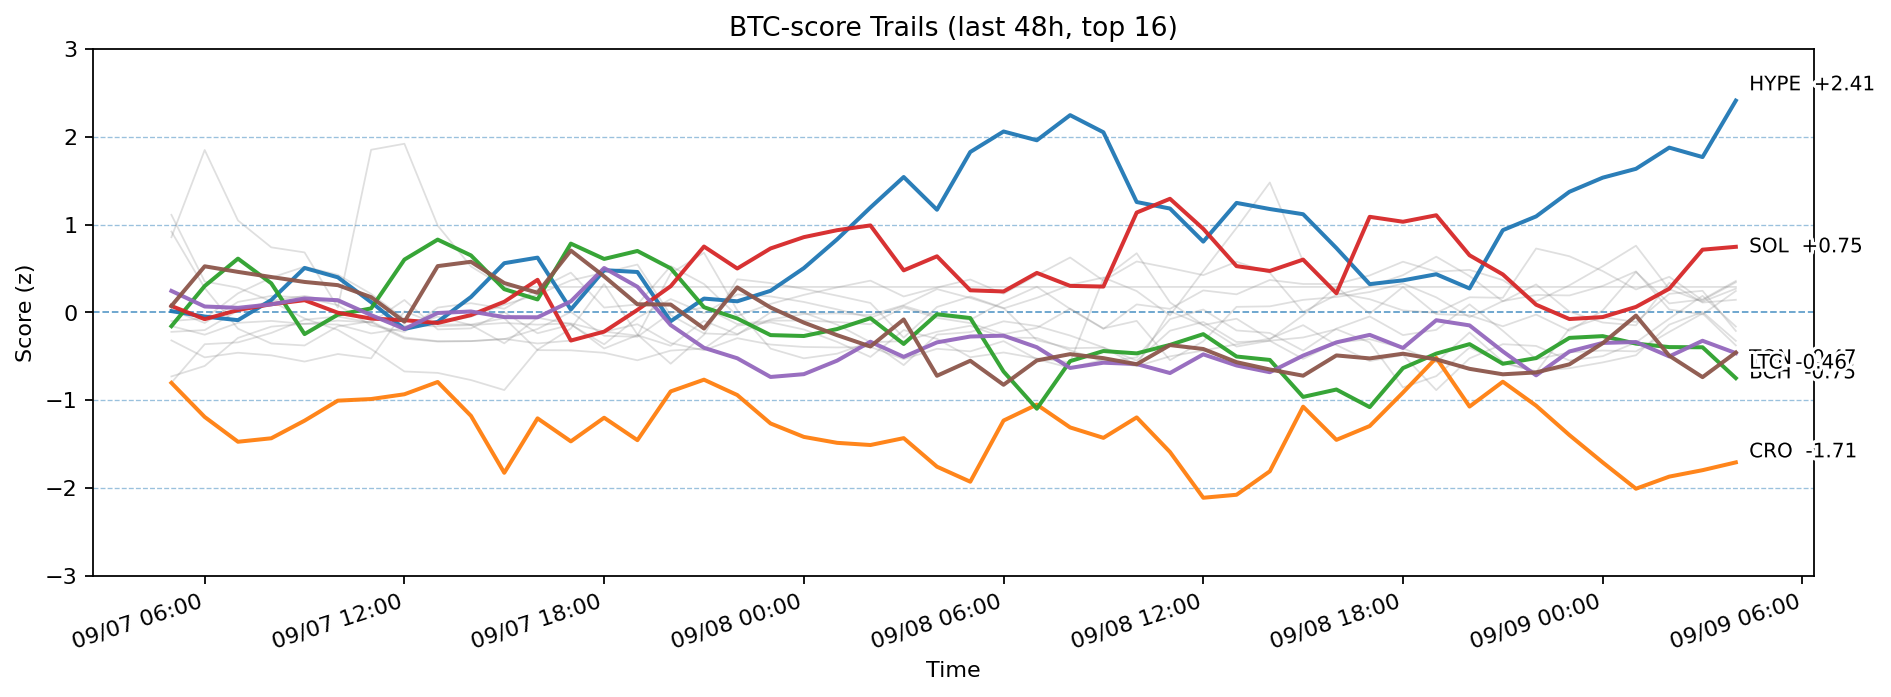 BTC-score Trails (last 48h, top 16)
Score (z)
3
2
1
0
−1
−2
−3
HYPE +2.41
SOL +0.75
LTC -0.46
BCH -0.75
CRO -1.71
09/07 06:00
09/07 12:00
09/07 18:00
09/08 00:00
09/08 06:00
09/08 12:00
09/08 18:00
09/09 00:00
09/09 06:00
Time